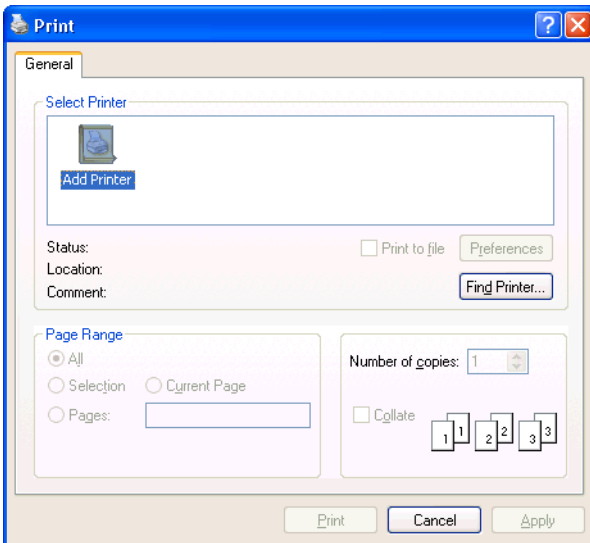 Print
General
Select Printer
Add Printer
Status:
Print to file
Preferences
Location:
Comment:
Find Printer...
Page Range
All
Selection
Current Page
Pages:
Number of copies: 1
Collate
1 1 2 2 3 3
Print
Cancel
Apply